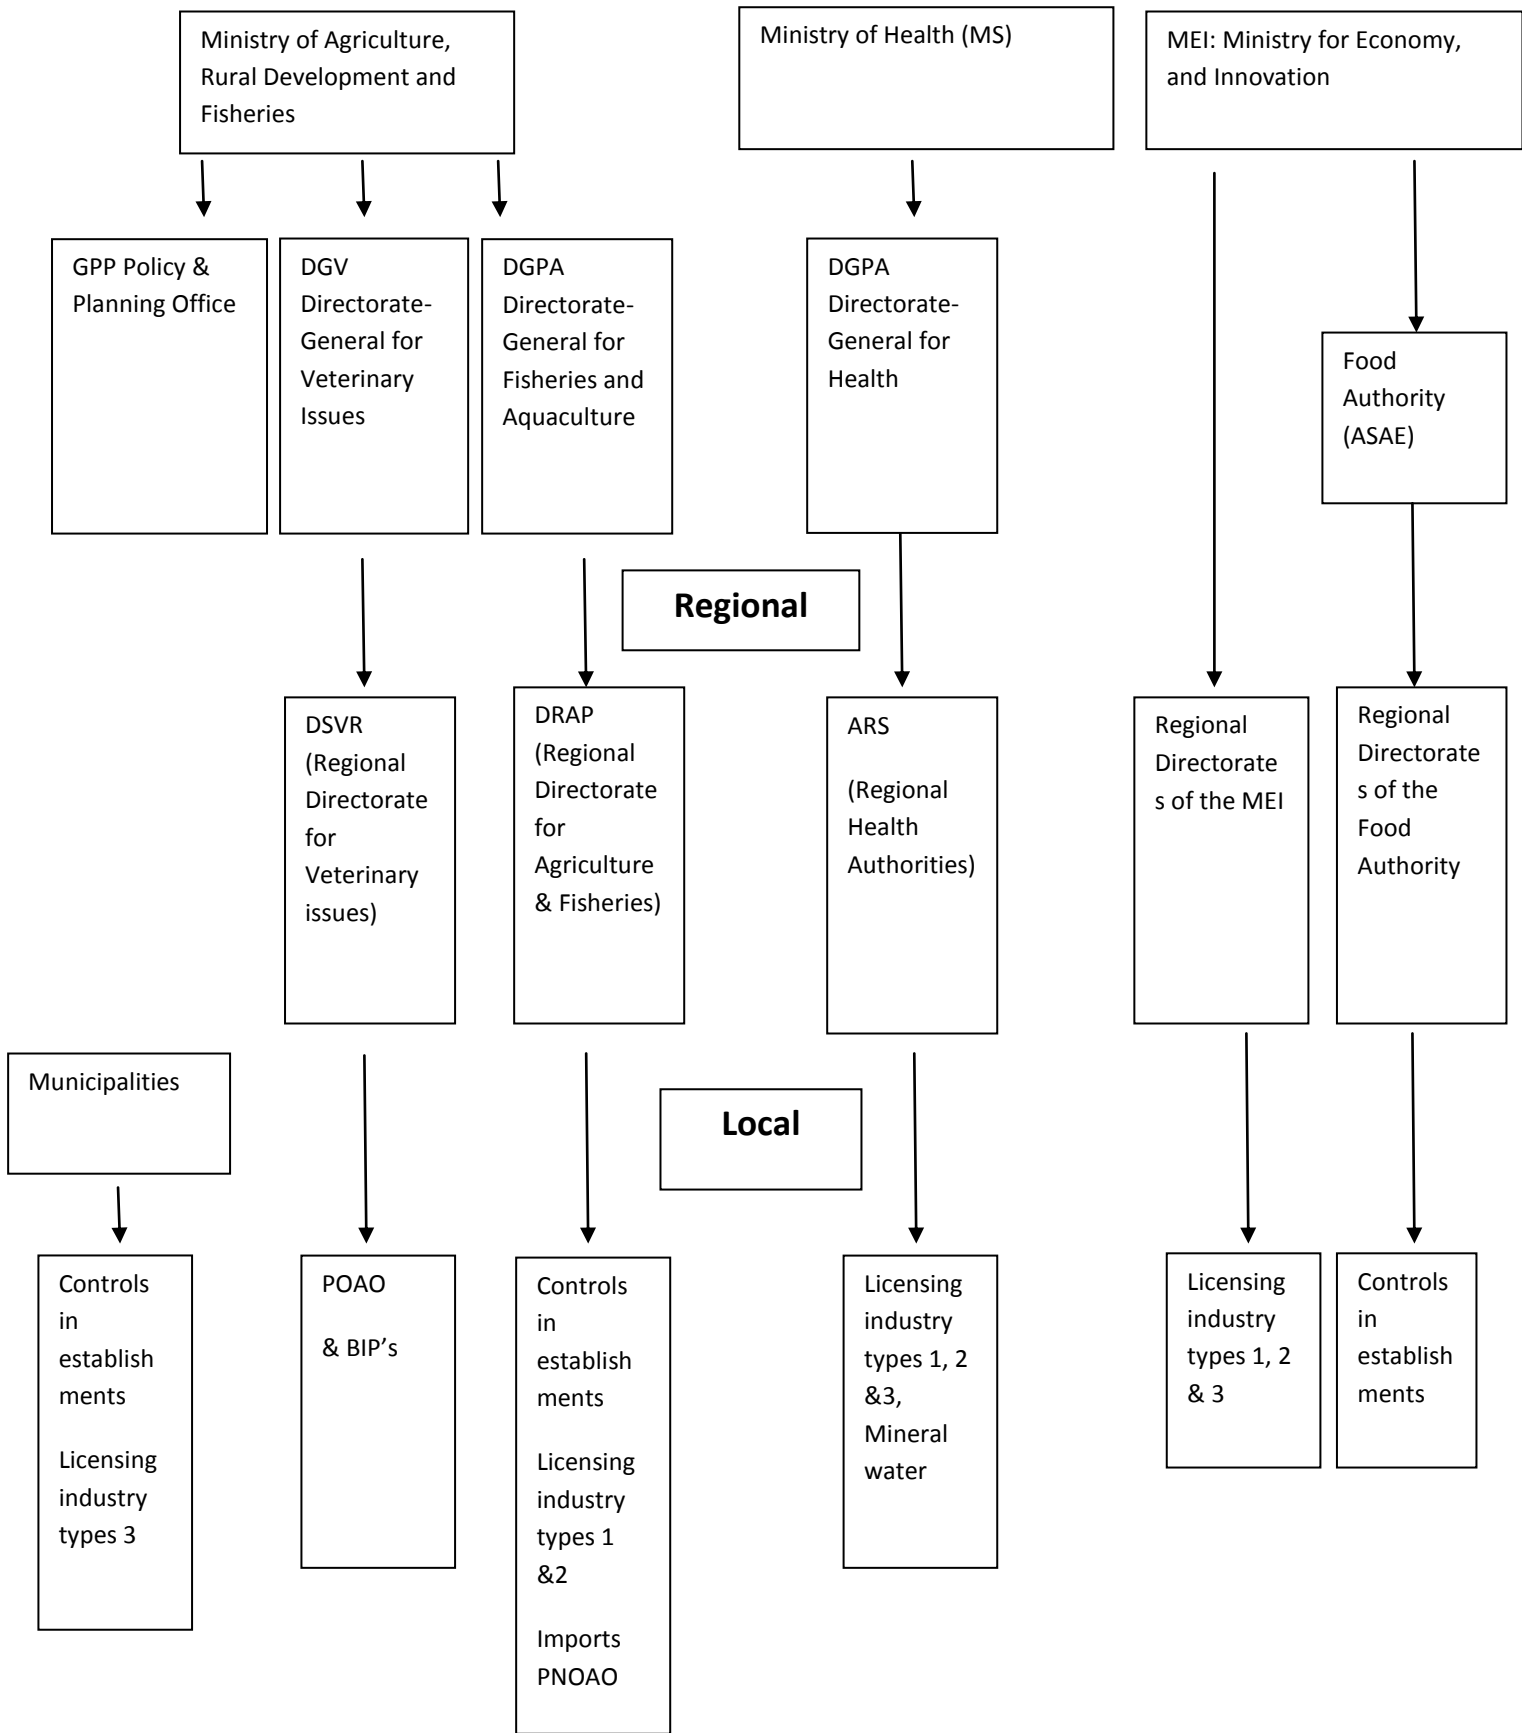 Ministry of Agriculture,
Rural Development and
Fisheries
Ministry of Health (MS)
MEI: Ministry for Economy,
and Innovation
GPP Policy &
Planning Office
DGV
Directorate-
General for
Veterinary
Issues
DGPA
Directorate-
General for
Fisheries and
Aquaculture
DGPA
Directorate-
General for
Health
Food
Authority
(ASAE)
Regional
DSVR
(Regional
Directorate
for
Veterinary
issues)
DRAP
(Regional
Directorate
for
Agriculture
& Fisheries)
ARS
(Regional
Health
Authorities)
Regional
Directorate
s of the MEI
Regional
Directorate
s of the
Food
Authority
Municipalities
Local
Controls
in
establish
ments
Licensing
industry
types 3
POAO
& BIP’s
Controls
in
establish
ments
Licensing
industry
types 1
&2
Imports
PNOAO
Licensing
industry
types 1, 2
&3,
Mineral
water
Licensing
industry
types 1, 2
& 3
Controls
in
establish
ments